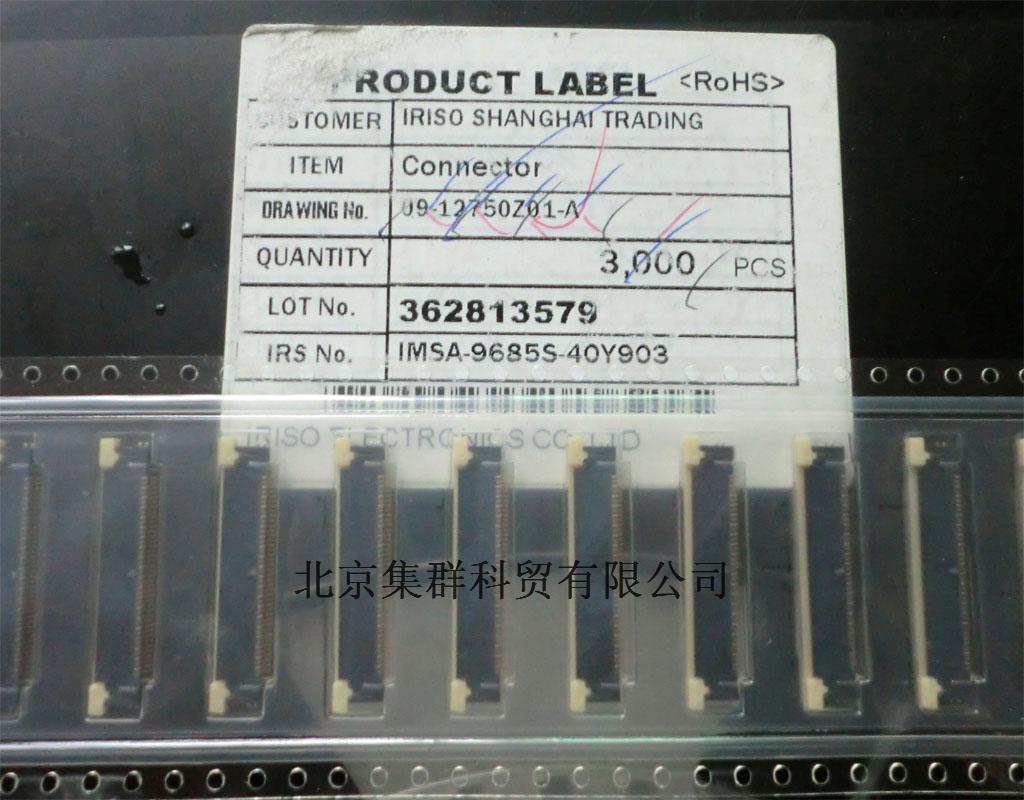 PRODUCT LABEL <RoHS>
CUSTOMER IRISO SHANGHAI TRADING
ITEM Connector
DRAWING No. 09-12750Z01-A
QUANTITY 3,000 PCS
LOT No. 362813579
IRS No. IMSA-9685S-40Y903
IRISO ELECTRONICS CO., LTD
北京集群科贸有限公司